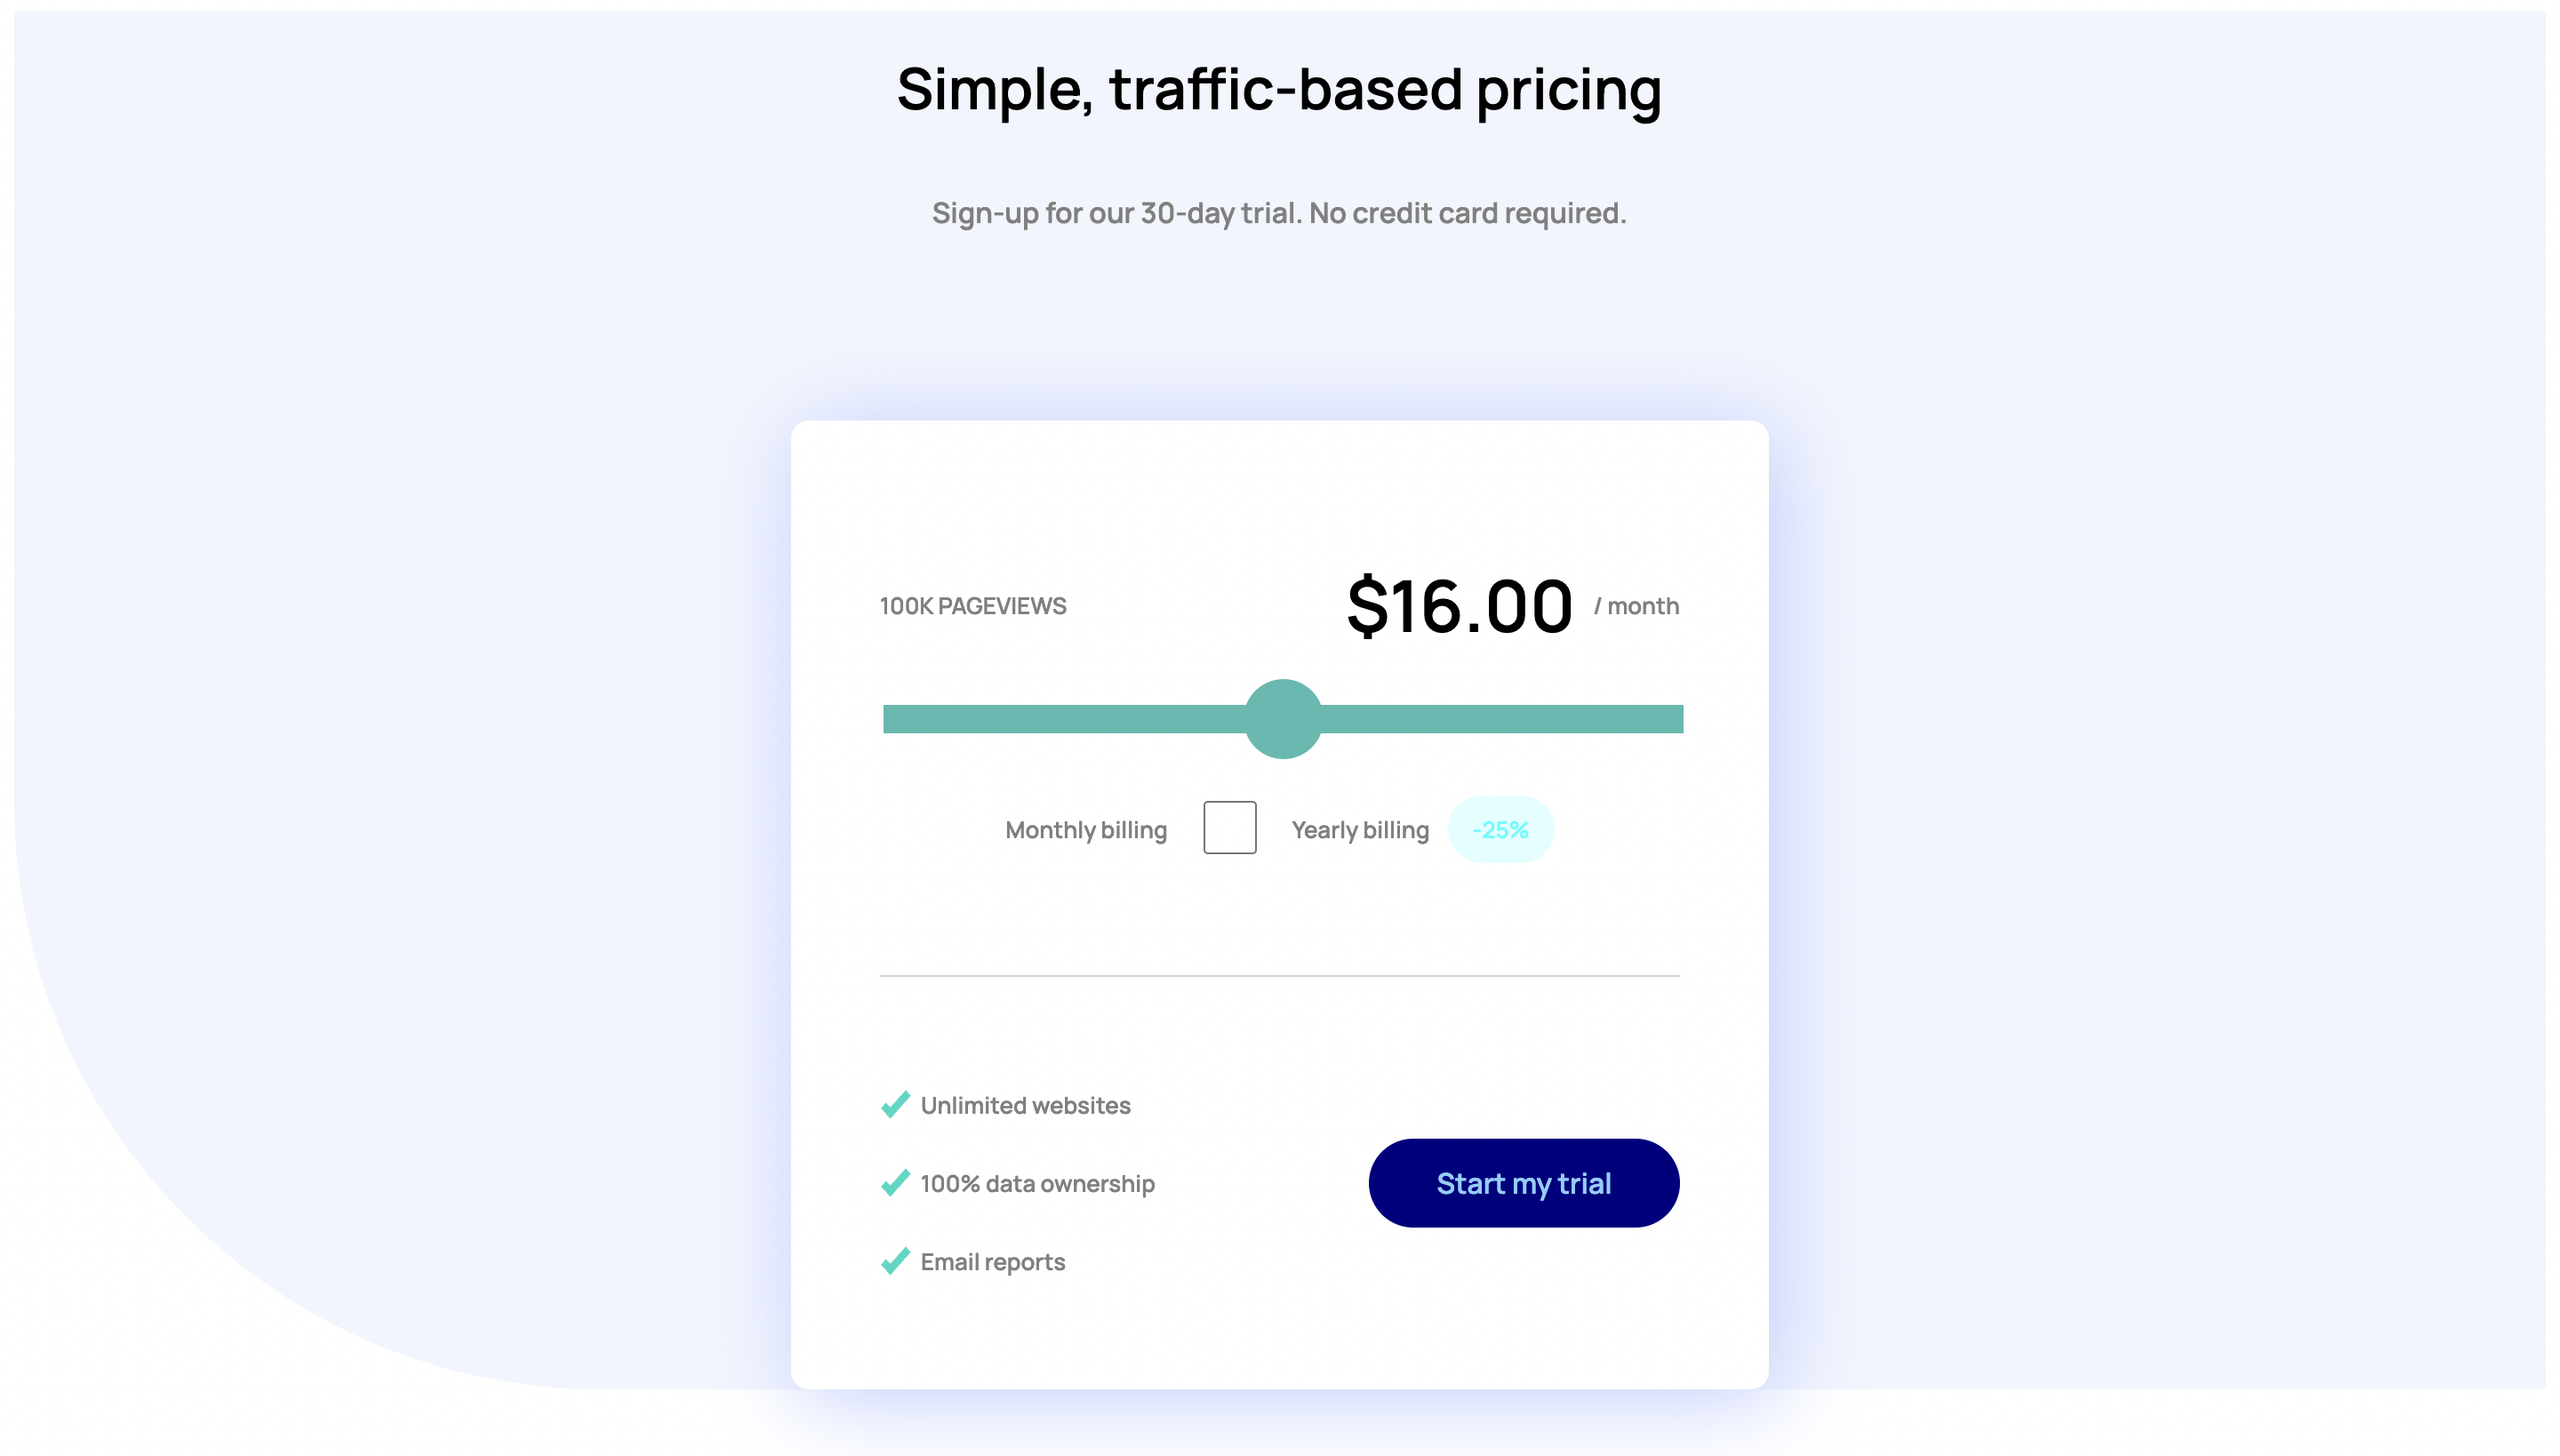 Simple, traffic-based pricing
Sign-up for our 30-day trial. No credit card required.
100K PAGEVIEWS $16.00 / month
Monthly billing Yearly billing -25%
Unlimited websites
100% data ownership
Start my trial
Email reports